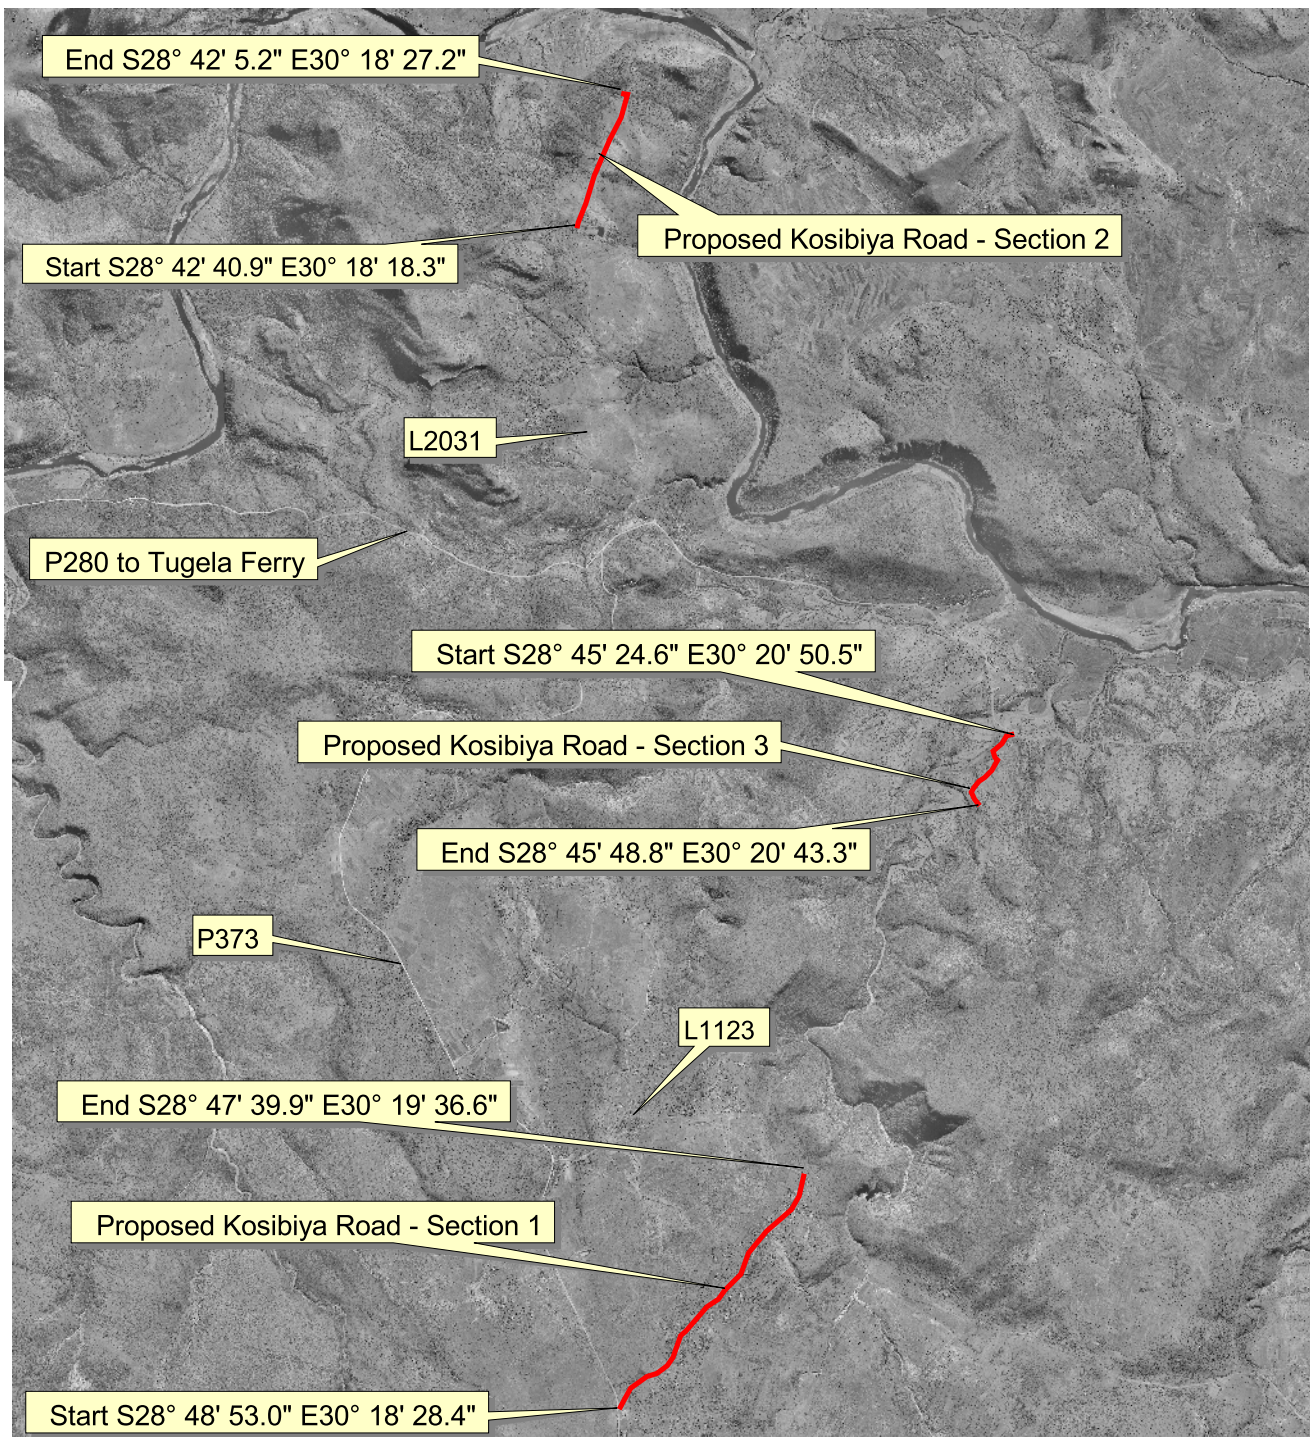 End S28° 42' 5.2" E30° 18' 27.2"
Proposed Kosibiya Road - Section 2
Start S28° 42' 40.9" E30° 18' 18.3"
L2031
P280 to Tugela Ferry
Start S28° 45' 24.6" E30° 20' 50.5"
Proposed Kosibiya Road - Section 3
End S28° 45' 48.8" E30° 20' 43.3"
P373
L1123
End S28° 47' 39.9" E30° 19' 36.6"
Proposed Kosibiya Road - Section 1
Start S28° 48' 53.0" E30° 18' 28.4"